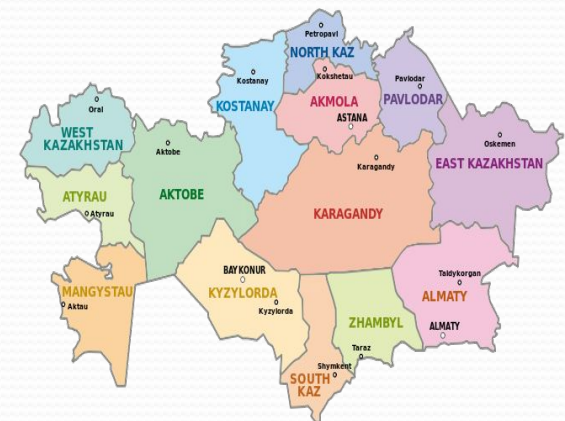 Petropavl
NORTH KAZ
Kokshetau
Kostanay
KOSTANAY
AKMOLA
ASTANA
Pavlodar
PAVLODAR
Oral
WEST
KAZAKHSTAN
Aktobe
AKTOBE
Karagandy
KARAGANDY
Oskemen
EAST KAZAKHSTAN
ATYRAU
Atyrau
MANGYSTAU
Aktau
BAYKONUR
KYZYLORDA
Kyzylorda
Taldykorgan
ALMATY
ALMATY
ZHAMBYL
Taraz
Shymkent
SOUTH
KAZ